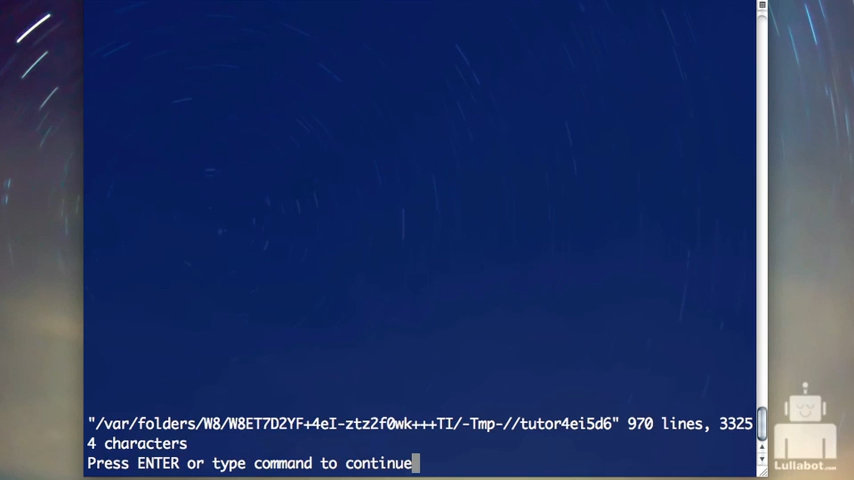 "/var/folders/W8/W8ET7D2YF+4eI-ztz2f0wk+++TI/-Tmp-//tutor4ei5d6" 970 lines, 3325
4 characters
Press ENTER or type command to continue
Lullabot.com